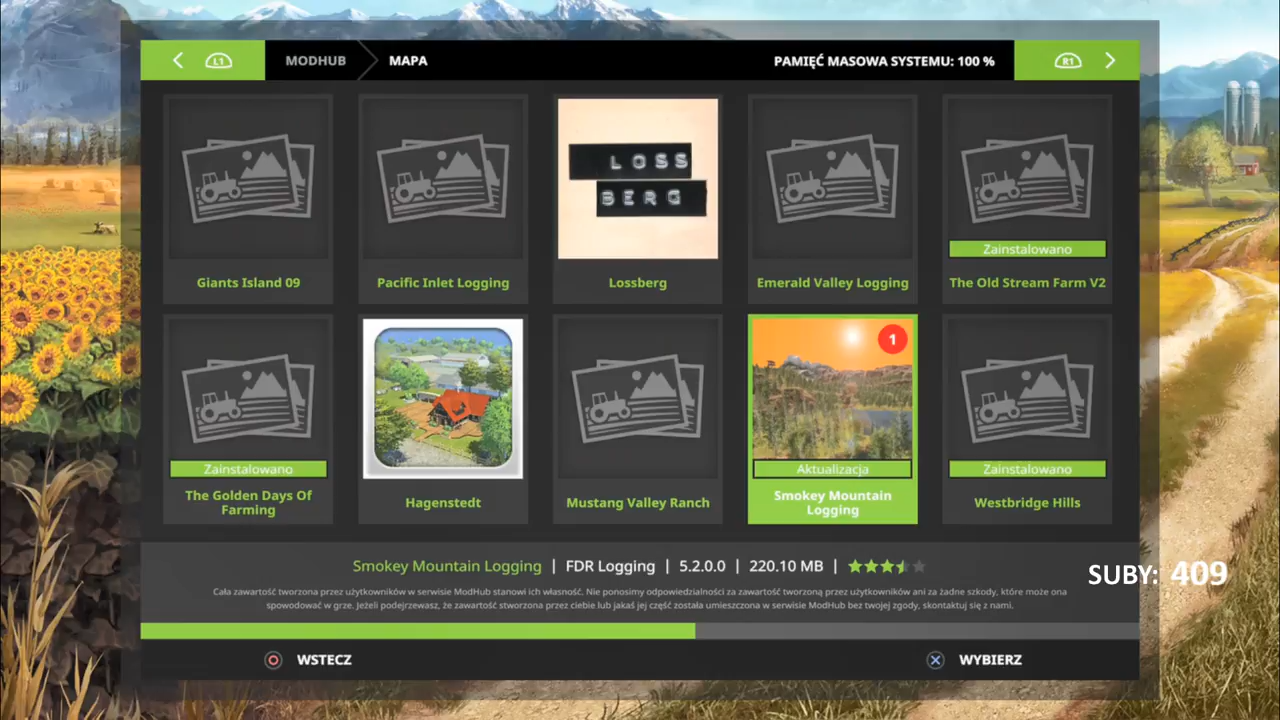 L1
MODHUB
MAPA
PAMIĘĆ MASOWA SYSTEMU: 100 %
R1
LOSS
BERG
Zainstalowano
Giants Island 09
Pacific Inlet Logging
Lossberg
Emerald Valley Logging
The Old Stream Farm V2
1
Zainstalowano
Aktualizacja
Zainstalowano
The Golden Days Of
Farming
Hagenstedt
Mustang Valley Ranch
Smokey Mountain
Logging
Westbridge Hills
Smokey Mountain Logging | FDR Logging | 5.2.0.0 | 220.10 MB |
SUBY: 409
Cała zawartość tworzona przez użytkowników w serwisie ModHub stanowi ich własność. Nie ponosimy odpowiedzialności za zawartość tworzoną przez użytkowników ani za żadne szkody, które może ona
spowodować w grze. Jeżeli podejrzewasz, że zawartość stworzona przez ciebie lub jakaś jej część została umieszczona w serwisie ModHub bez twojej zgody, skontaktuj się z nami.
WSTECZ
WYBIERZ